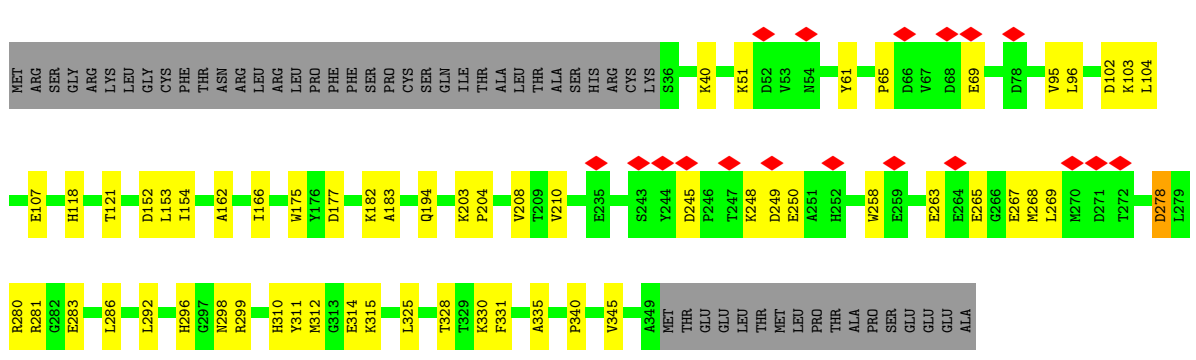 MET ARG SER GLY ARG LYS LEU GLY CYS PHE THR ASN ARG LEU ARG LEU PRO PHE PHE SER PRO CYS SER GLN ILE THR ALA LEU THR ALA SER HIS ARG CYS LYS S36 K40 K51 D52 V53 N54 Y61 P65 D66 V67 D68 E69 D78 V95 L96 D102 K103 L104
E107 H118 T121 D152 L153 I154 A162 I166 W175 Y176 D177 K182 A183 Q194 K203 P204 V208 T209 V210 E235 S243 Y244 D245 P246 T247 K248 D249 E250 A251 H252 W258 E259 E263 E264 E265 G266 E267 M268 L269 M270 D271 T272 D278 L279
R280 R281 G282 E283 L286 L292 H296 G297 N298 R299 H310 Y311 M312 G313 E314 K315 L325 T328 T329 K330 F331 A335 P340 V345 A349 MET THR GLU GLU LEU THR MET LEU PRO THR ALA PRO SER GLU GLU GLU ALA